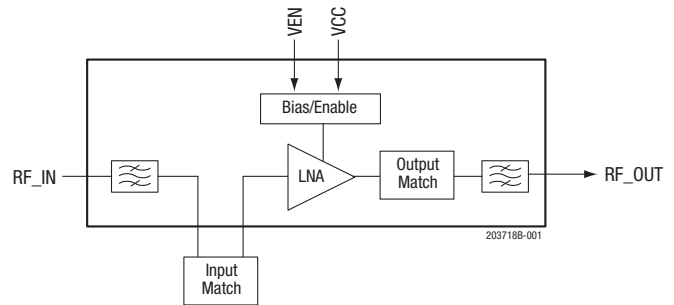 VEN
VCC
Bias/Enable
RF_IN
LNA
Output
Match
RF_OUT
203718B-001
Input
Match